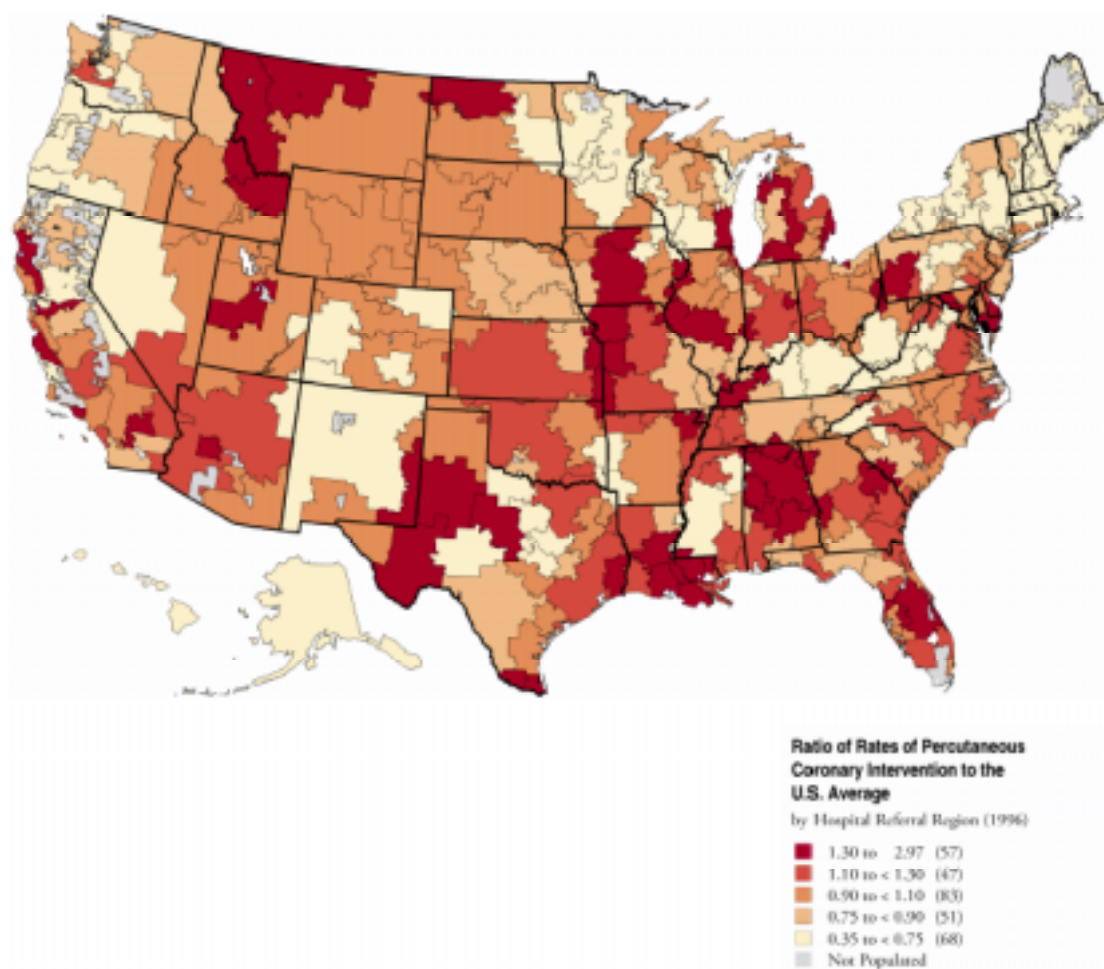 Ratio of Rates of Percutaneous
Coronary Intervention to the
U.S. Average
by Hospital Referral Region (1996)
1.30 to 2.97 (57)
1.10 to < 1.30 (47)
0.90 to < 1.10 (83)
0.75 to < 0.90 (51)
0.35 to < 0.75 (68)
Not Populated